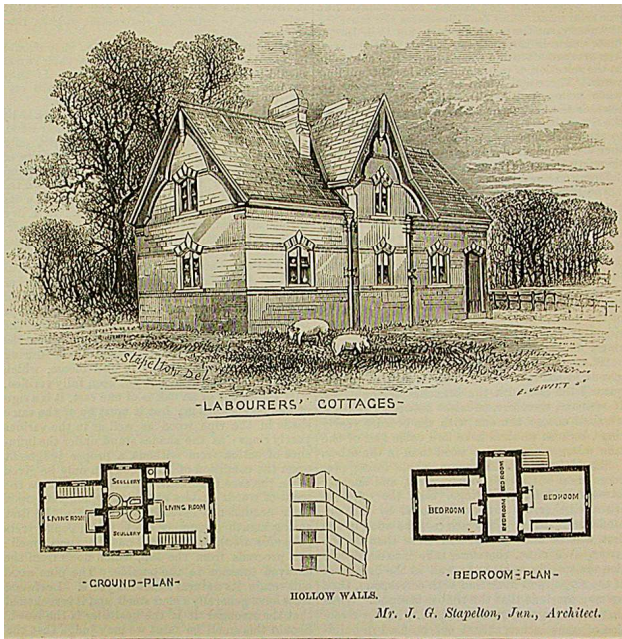 Stapelton Del.
E. HEWITT Sc
-LABOURERS' COTTAGES-
SCULLERY
LIVING ROOM
LIVING ROOM
SCULLERY
BEDROOM
BEDROOM
BEDROOM
BEDROOM
-GROUND-PLAN-
HOLLOW WALLS.
-BEDROOM-PLAN-
Mr. J. G. Stapelton, Jun., Architect.